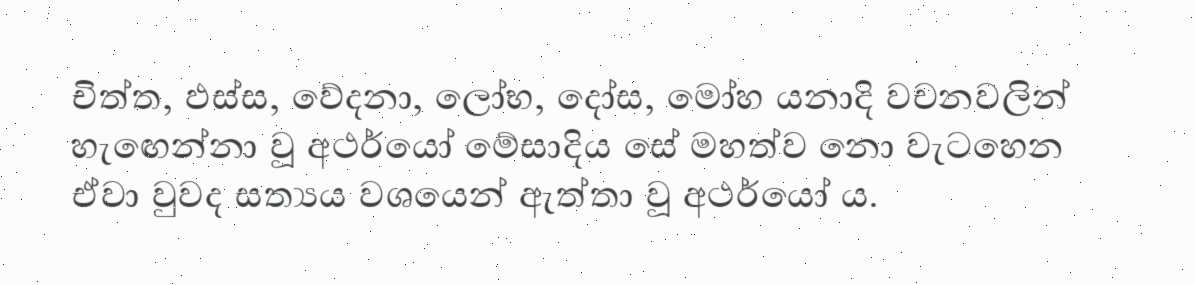 චිත්ත, ඵස්ස, වේදනා, ලෝභ, දෝස, මෝහ යනාදි වචනවලින්
හැඟෙන්නා වූ අර්ථයෝ මේසාදිය සේ මහත්ව නො වැටහෙන
ඒවා වුවද සත්‍යය වශයෙන් ඇත්තා වූ අර්ථයෝ ය.